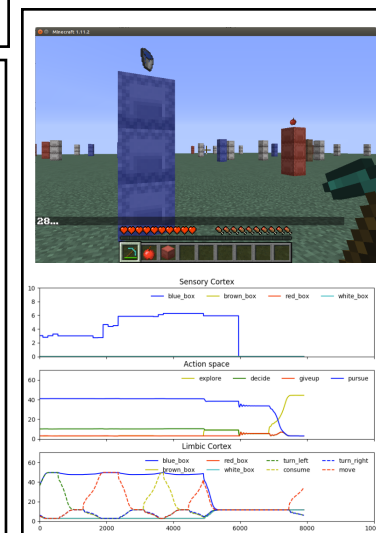 Minecraft 1.11.2
28...
Sensory Cortex
10
8
6
4
2
0
blue_box brown_box red_box white_box
Action space
60
40
20
0
explore decide giveup pursue
Limbic Cortex
60
40
20
0
blue_box red_box turn_left turn_right
brown_box white_box consume move
0 2000 4000 6000 8000 1000